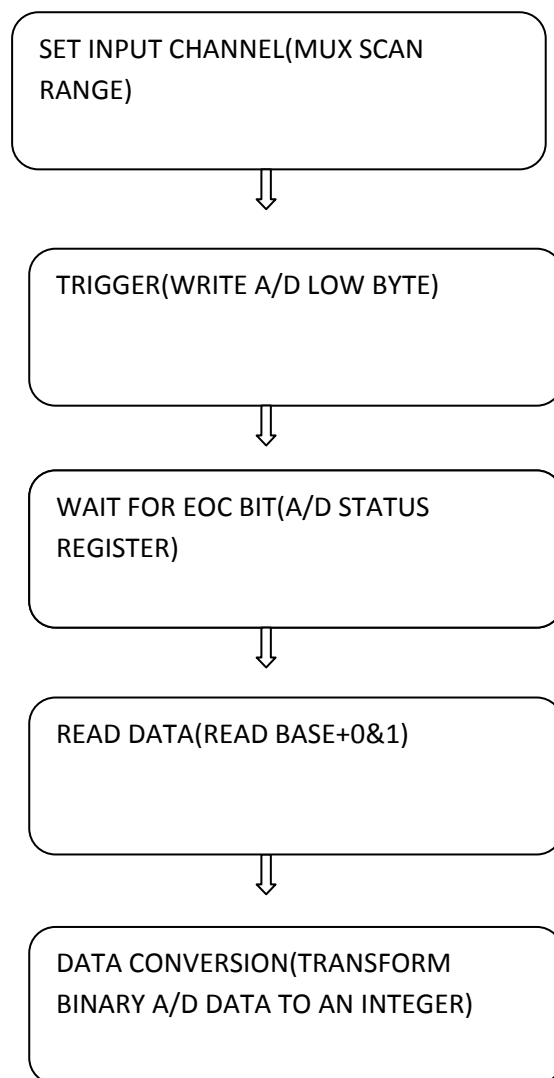 SET INPUT CHANNEL(MUX SCAN
RANGE)
TRIGGER(WRITE A/D LOW BYTE)
WAIT FOR EOC BIT(A/D STATUS
REGISTER)
READ DATA(READ BASE+0&1)
DATA CONVERSION(TRANSFORM
BINARY A/D DATA TO AN INTEGER)